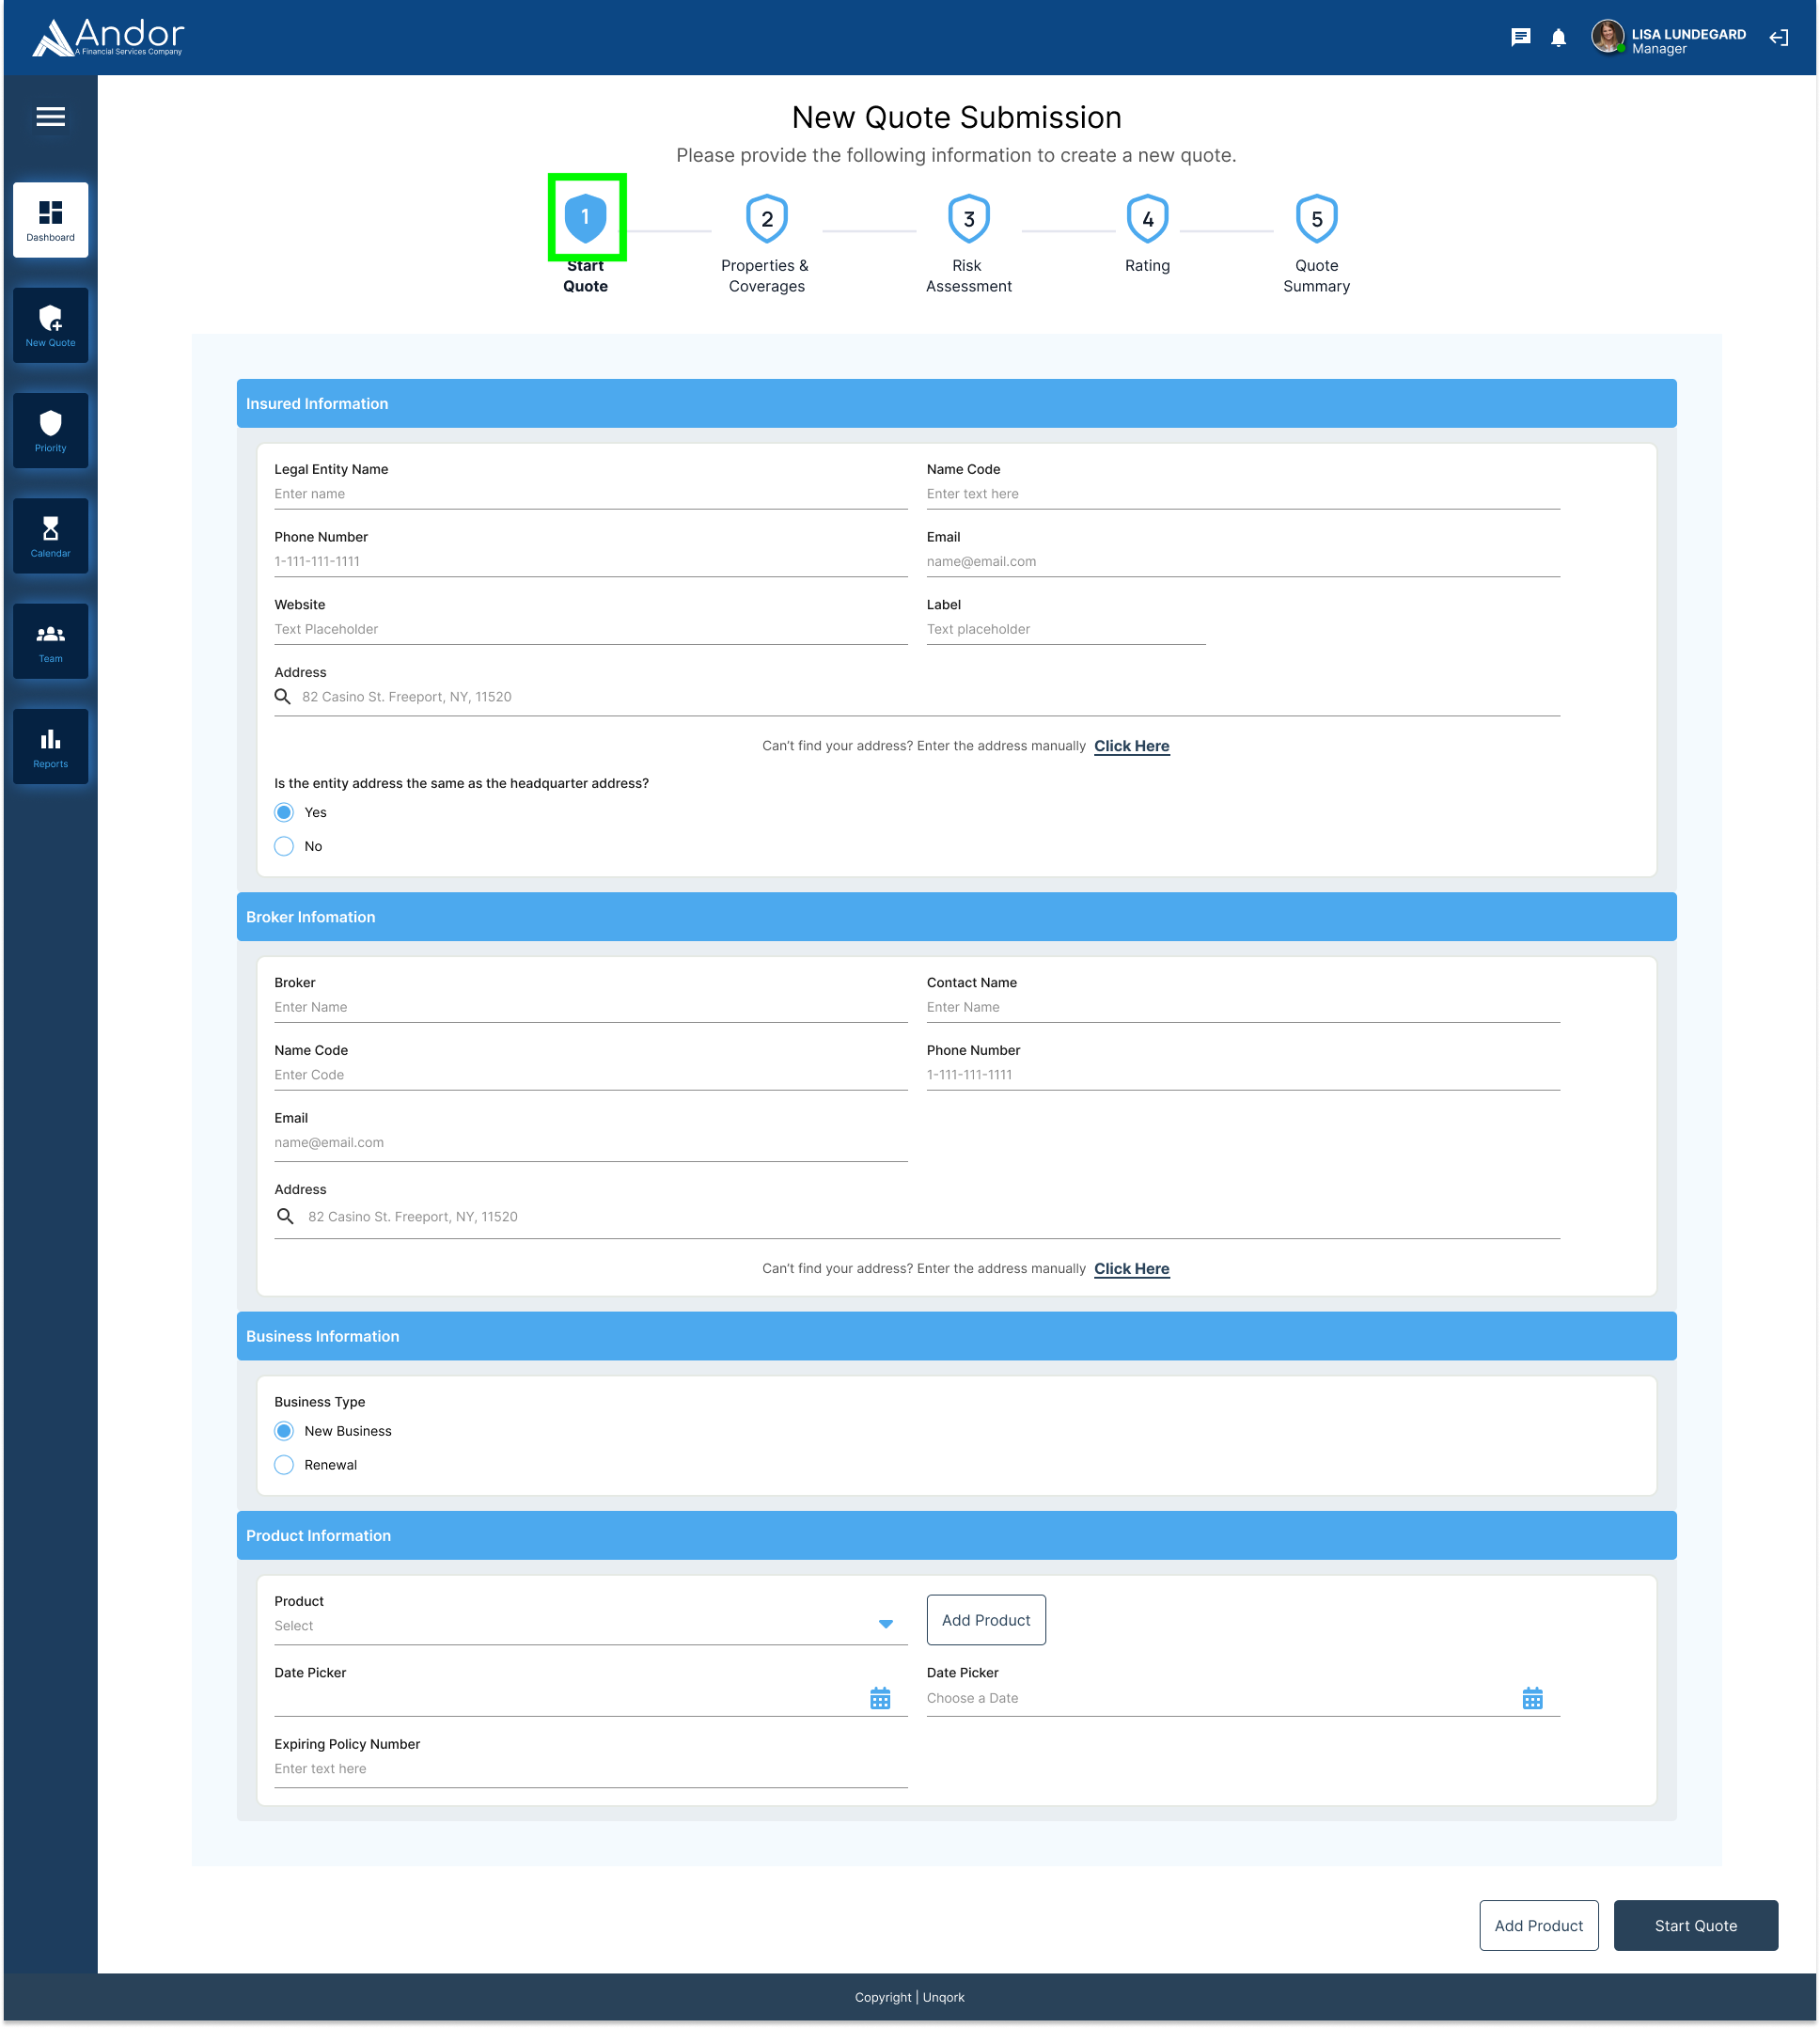 Andor
A Financial Services Company
LISA LUNDEGARD
Manager
New Quote Submission
Please provide the following information to create a new quote.
1
2
3
4
5
Start
Quote
Properties &
Coverages
Risk
Assessment
Rating
Quote
Summary
Dashboard
New Quote
Priority
Calendar
Team
Reports
Insured Information
Legal Entity Name
Enter name
Name Code
Enter text here
Phone Number
1-111-111-1111
Email
name@email.com
Website
Text Placeholder
Label
Text placeholder
Address
82 Casino St. Freeport, NY, 11520
Can't find your address? Enter the address manually Click Here
Is the entity address the same as the headquarter address?
Yes
No
Broker Infomation
Broker
Enter Name
Contact Name
Enter Name
Name Code
Enter Code
Phone Number
1-111-111-1111
Email
name@email.com
Address
82 Casino St. Freeport, NY, 11520
Can't find your address? Enter the address manually Click Here
Business Information
Business Type
New Business
Renewal
Product Information
Product
Select
Add Product
Date Picker
Date Picker
Choose a Date
Expiring Policy Number
Enter text here
Add Product
Start Quote
Copyright | Unqork